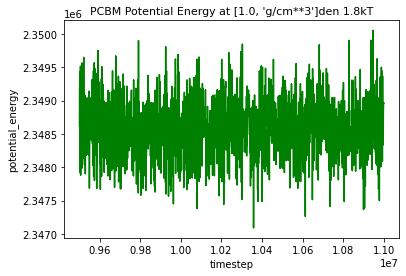 PCBM Potential Energy at [1.0, 'g/cm**3']den 1.8kT
1e6
2.3500
2.3495
2.3490
2.3485
2.3480
2.3475
2.3470
potential_energy
0.96 0.98 1.00 1.02 1.04 1.06 1.08 1.10
timestep
1e7